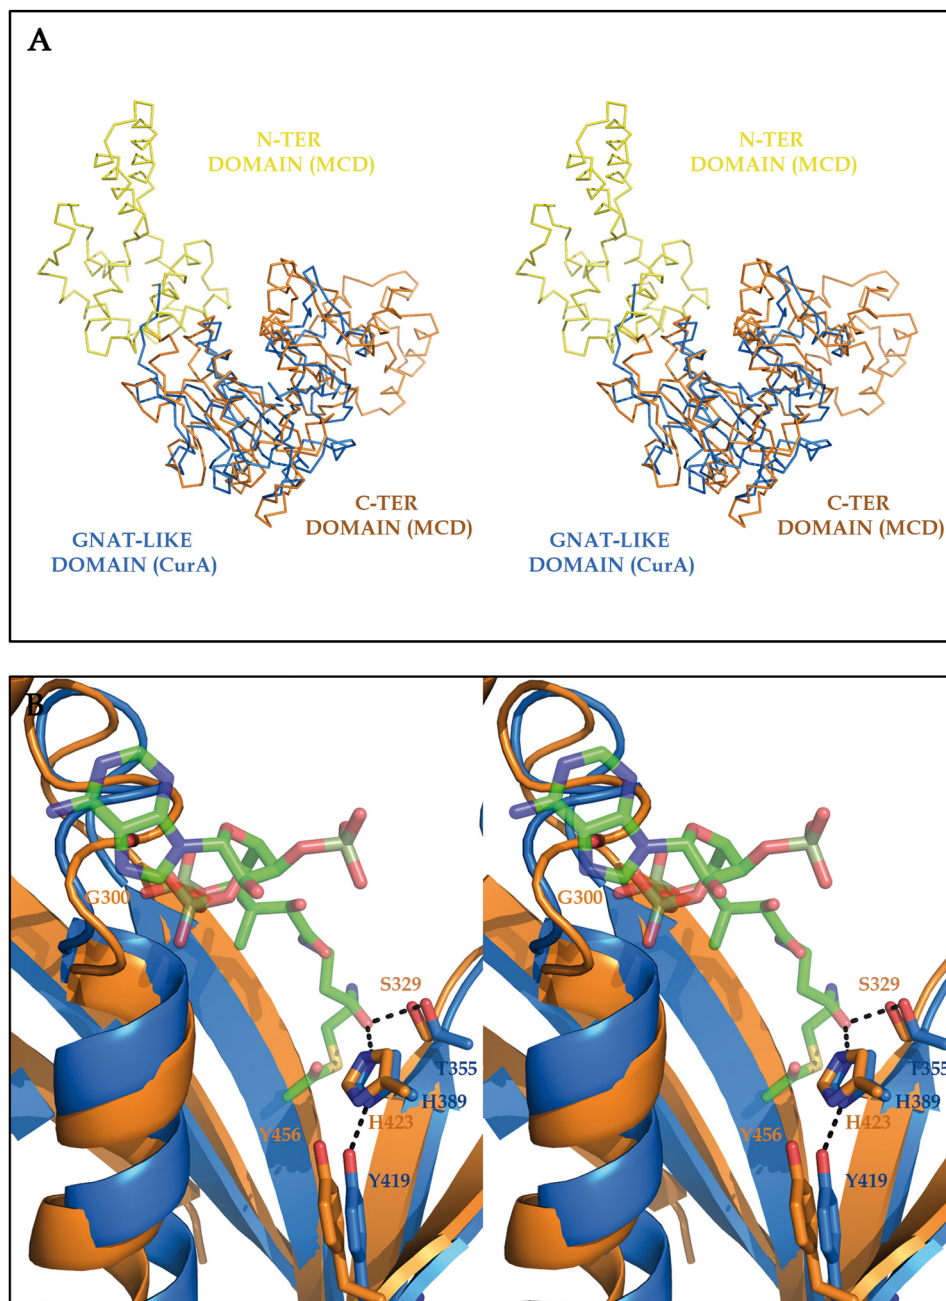 A
N-TER
DOMAIN (MCD)
N-TER
DOMAIN (MCD)
C-TER
DOMAIN (MCD)
C-TER
DOMAIN (MCD)
GNAT-LIKE
DOMAIN (CurA)
GNAT-LIKE
DOMAIN (CurA)
B
G300
G300
S329
S329
T355
T355
H389
H389
H423
H423
Y456
Y456
Y419
Y419